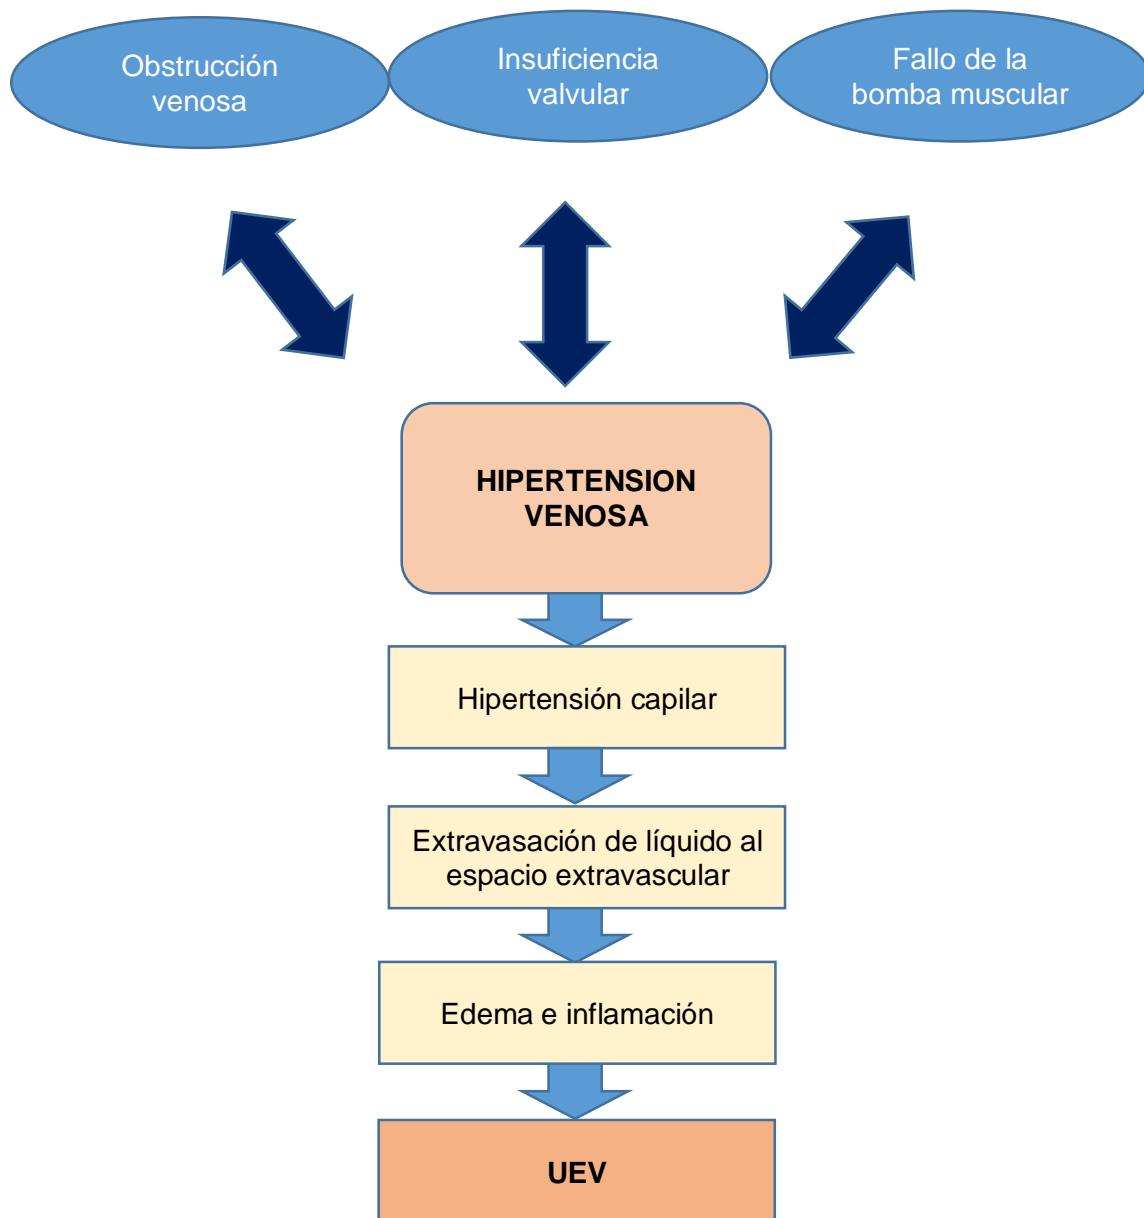 Obstrucción
venosa
Insuficiencia
valvular
Fallo de la
bomba muscular
HIPERTENSION
VENOSA
Hipertensión capilar
Extravasación de líquido al
espacio extravascular
Edema e inflamación
UEV